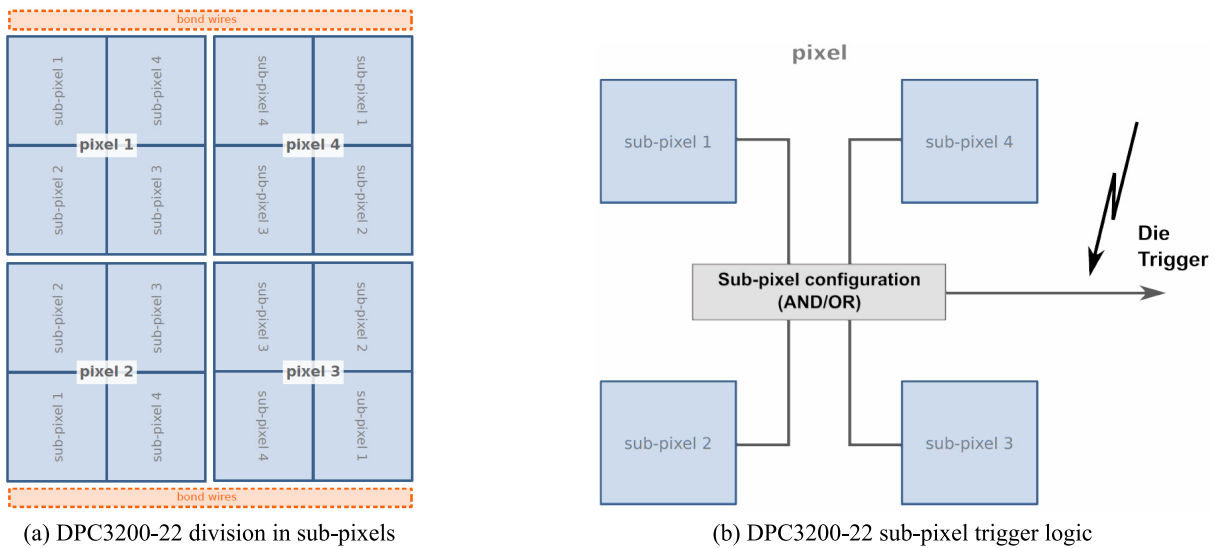 bond wires
sub-pixel 1
sub-pixel 4
sub-pixel 4
sub-pixel 1
pixel 1
pixel 4
sub-pixel 2
sub-pixel 3
sub-pixel 3
sub-pixel 2
sub-pixel 2
sub-pixel 3
sub-pixel 3
sub-pixel 2
pixel 2
pixel 3
sub-pixel 1
sub-pixel 4
sub-pixel 4
sub-pixel 1
bond wires
(a) DPC3200-22 division in sub-pixels
pixel
sub-pixel 1
sub-pixel 4
Die
Trigger
Sub-pixel configuration
(AND/OR)
sub-pixel 2
sub-pixel 3
(b) DPC3200-22 sub-pixel trigger logic